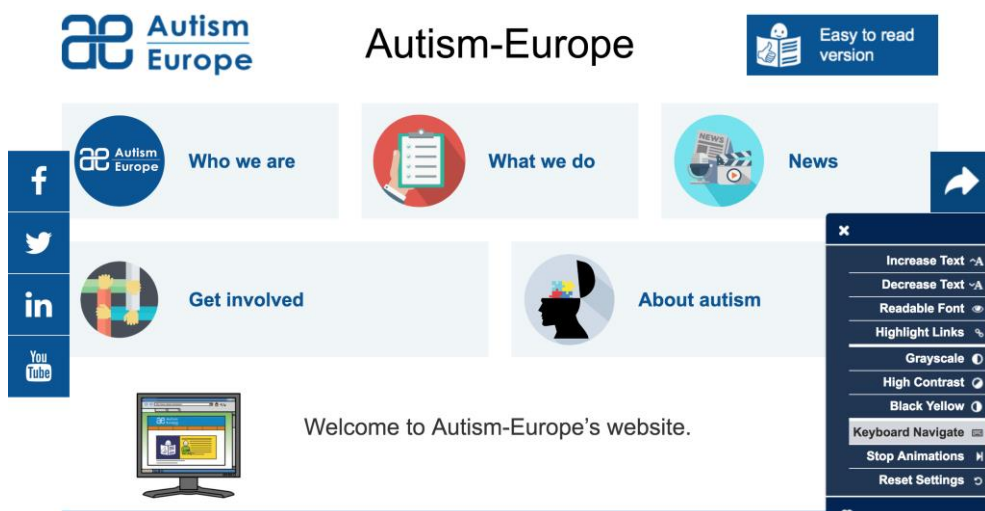 Autism
Europe
Autism-Europe
Easy to read
version
Autism
Europe
Who we are
What we do
NEWS
News
Get involved
About autism
You
Tube
Increase Text
Decrease Text
Readable Font
Highlight Links
Grayscale
High Contrast
Black Yellow
Keyboard Navigate
Stop Animations
Reset Settings
Welcome to Autism-Europe’s website.